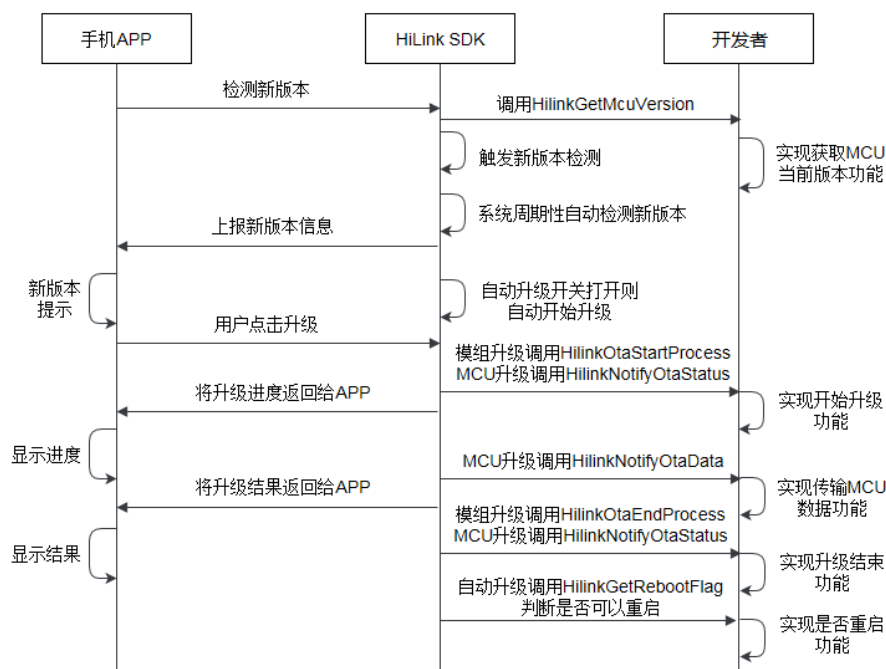 手机APP
HiLink SDK
开发者
检测新版本
调用HilinkGetMcuVersion
触发新版本检测
实现获取MCU
当前版本功能
系统周期性自动检测新版本
上报新版本信息
新版本
提示
自动升级开关打开则
自动开始升级
用户点击升级
模组升级调用HilinkOtaStartProcess
MCU升级调用HilinkNotifyOtaStatus
将升级进度返回给APP
实现开始升级
功能
显示进度
MCU升级调用HilinkNotifyOtaData
将升级结果返回给APP
实现传输MCU
数据功能
模组升级调用HilinkOtaEndProcess
MCU升级调用HilinkNotifyOtaStatus
显示结果
实现升级结束
功能
自动升级调用HilinkGetRebootFlag
判断是否可以重启
实现是否重启
功能